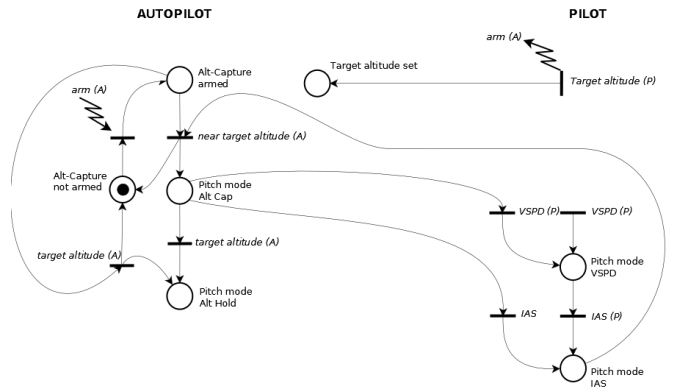 AUTOPILOT
PILOT
arm (A)
Target altitude set
Target altitude (P)
Alt-Capture
armed
arm (A)
near target altitude (A)
Alt-Capture
not armed
Pitch mode
Alt Cap
VSPD (P)
VSPD (P)
target altitude (A)
target altitude (A)
Pitch mode
VSPD
Pitch mode
Alt Hold
IAS
IAS (P)
Pitch mode
IAS